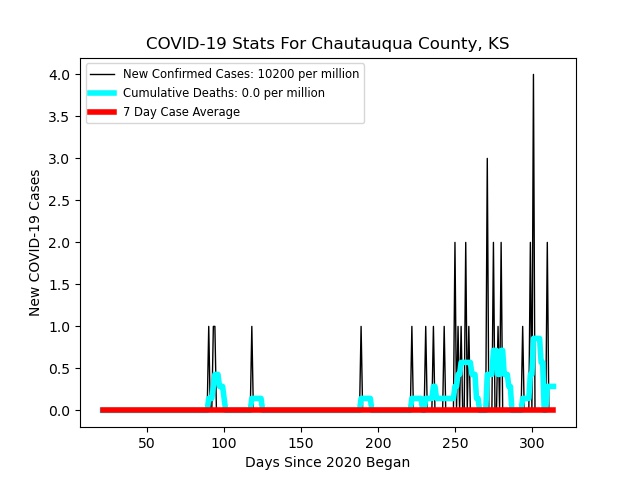 COVID-19 Stats For Chautauqua County, KS
New Confirmed Cases: 10200 per million
Cumulative Deaths: 0.0 per million
7 Day Case Average
New COVID-19 Cases
4.0
3.5
3.0
2.5
2.0
1.5
1.0
0.5
0.0
50 100 150 200 250 300
Days Since 2020 Began